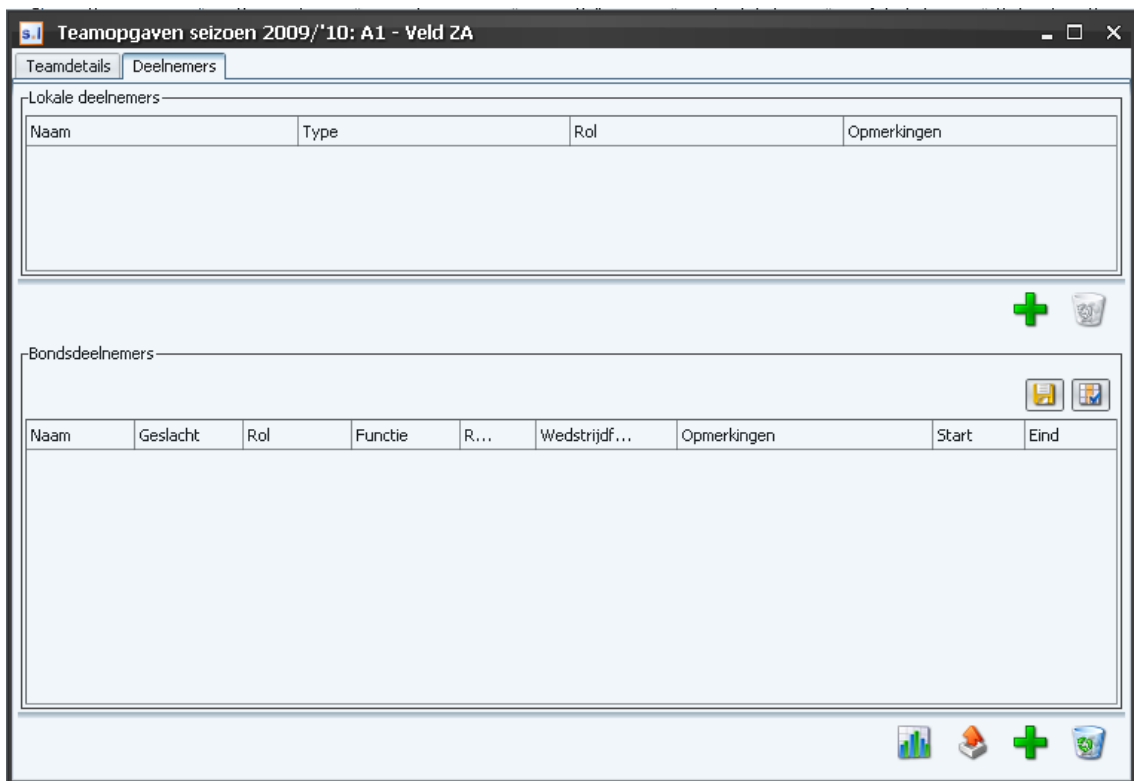 s.l Teamopgaven seizoen 2009/'10: A1 - Veld ZA
Teamdetails Deelnemers
Lokale deelnemers
Naam Type Rol Opmerkingen
Bondsdeelnemers
Naam Geslacht Rol Functie R... Wedstrijdf... Opmerkingen Start Eind